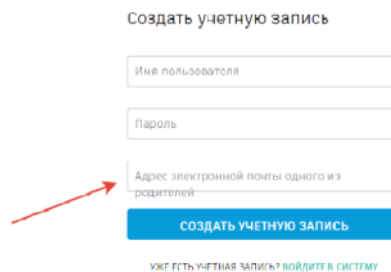 Создать учетную запись
Имя пользователя
Пароль
Адрес электронной почты одного из
родителей
СОЗДАТЬ УЧЕТНУЮ ЗАПИСЬ
УЖЕ ЕСТЬ УЧЕТНАЯ ЗАПИСЬ? ВОЙДИТЕ В СИСТЕМУ